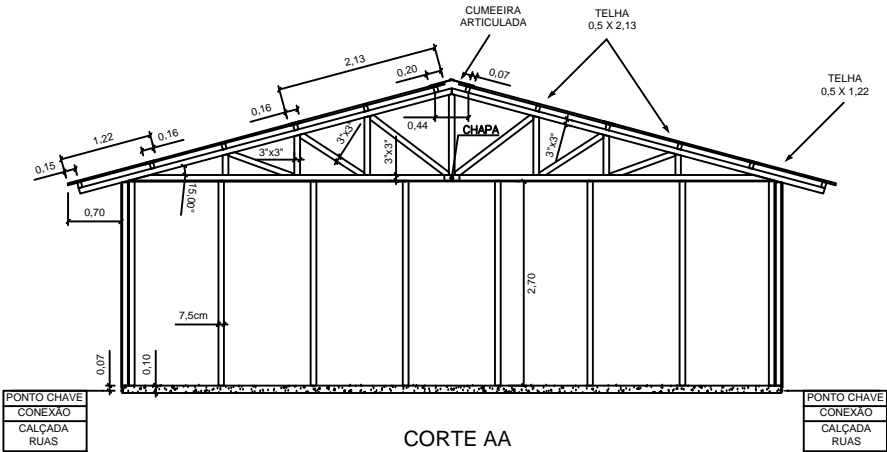 CUMEEIRA
ARTICULADA
TELHA
0,5 X 2,13
TELHA
0,5 X 1,22
2,13
0,20
0,07
0,16
0,44
CHAPA
1,22
0,16
0,15
3"x3"
3"x3"
3"x3"
3"x3"
15,00°
0,70
2,70
7,5cm
0,07
0,10
PONTO CHAVE
CONEXÃO
CALÇADA
RUAS
PONTO CHAVE
CONEXÃO
CALÇADA
RUAS
CORTE AA